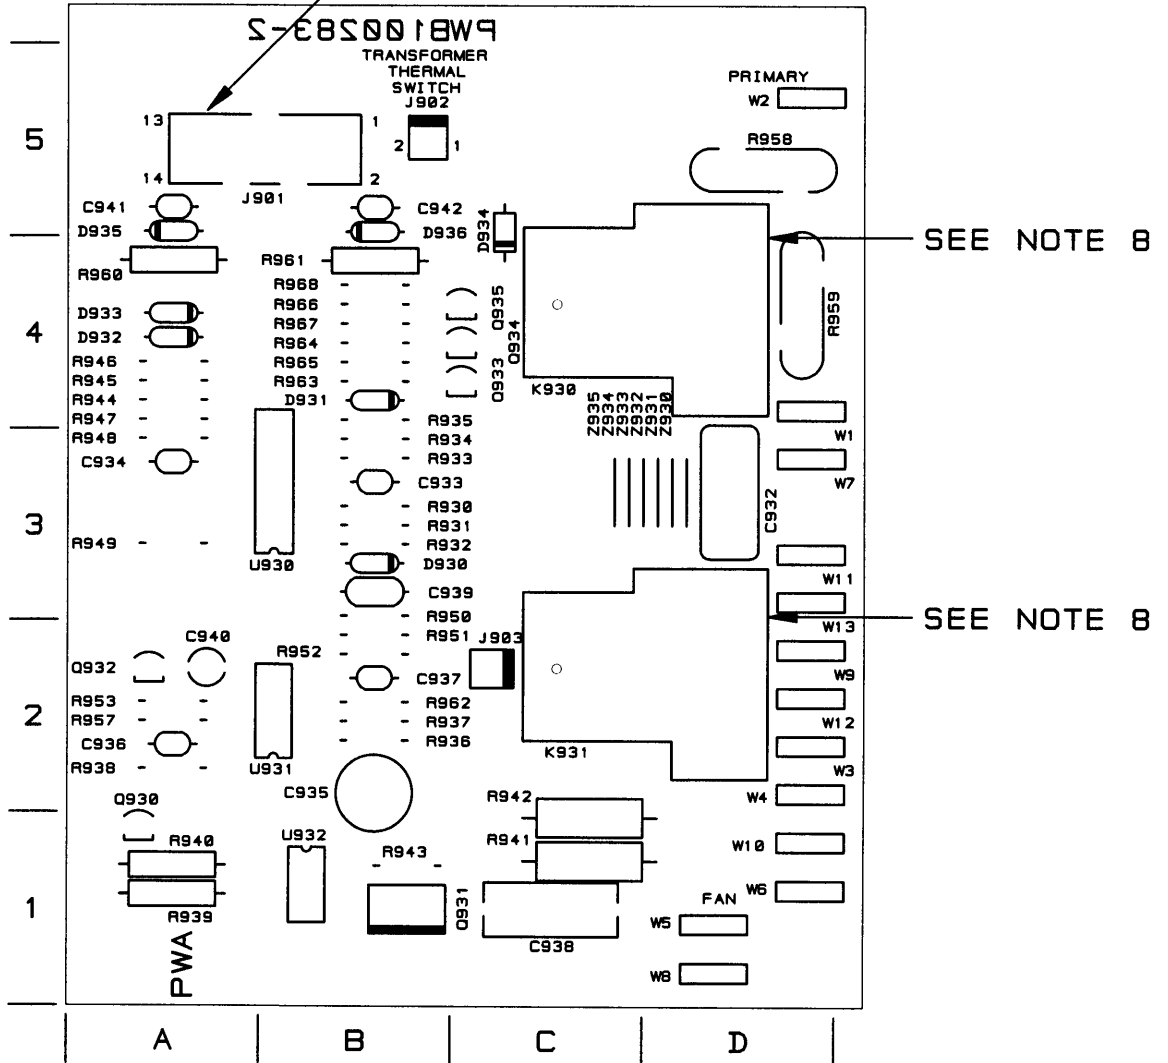 PWB100283-2
TRANSFORMER
THERMAL
SWITCH
J902
PRIMARY
W2
13
1
2
1
R958
5
14
2
J901
C941
C942
D934
D935
D936
SEE NOTE 8
R960
R961
R968
R966
Q935
R959
D933
R967
4
D932
R964
Q934
R946
R965
Q933
R945
R963
K930
R944
D931
Z935
Z934
Z933
Z932
Z931
Z930
R947
R935
W1
R948
R934
C934
R933
W7
C933
C932
R930
3
R931
R949
R932
U930
D930
W11
C939
R950
SEE NOTE 8
C940
R951
J903
W13
Q932
R952
C937
W9
R953
R962
2
R957
R937
W12
C936
R936
K931
R938
U931
W3
C935
R942
W4
Q930
U932
R941
R940
R943
W10
W6
1
R939
Q931
FAN
W5
C938
PWA
W8
A
B
C
D